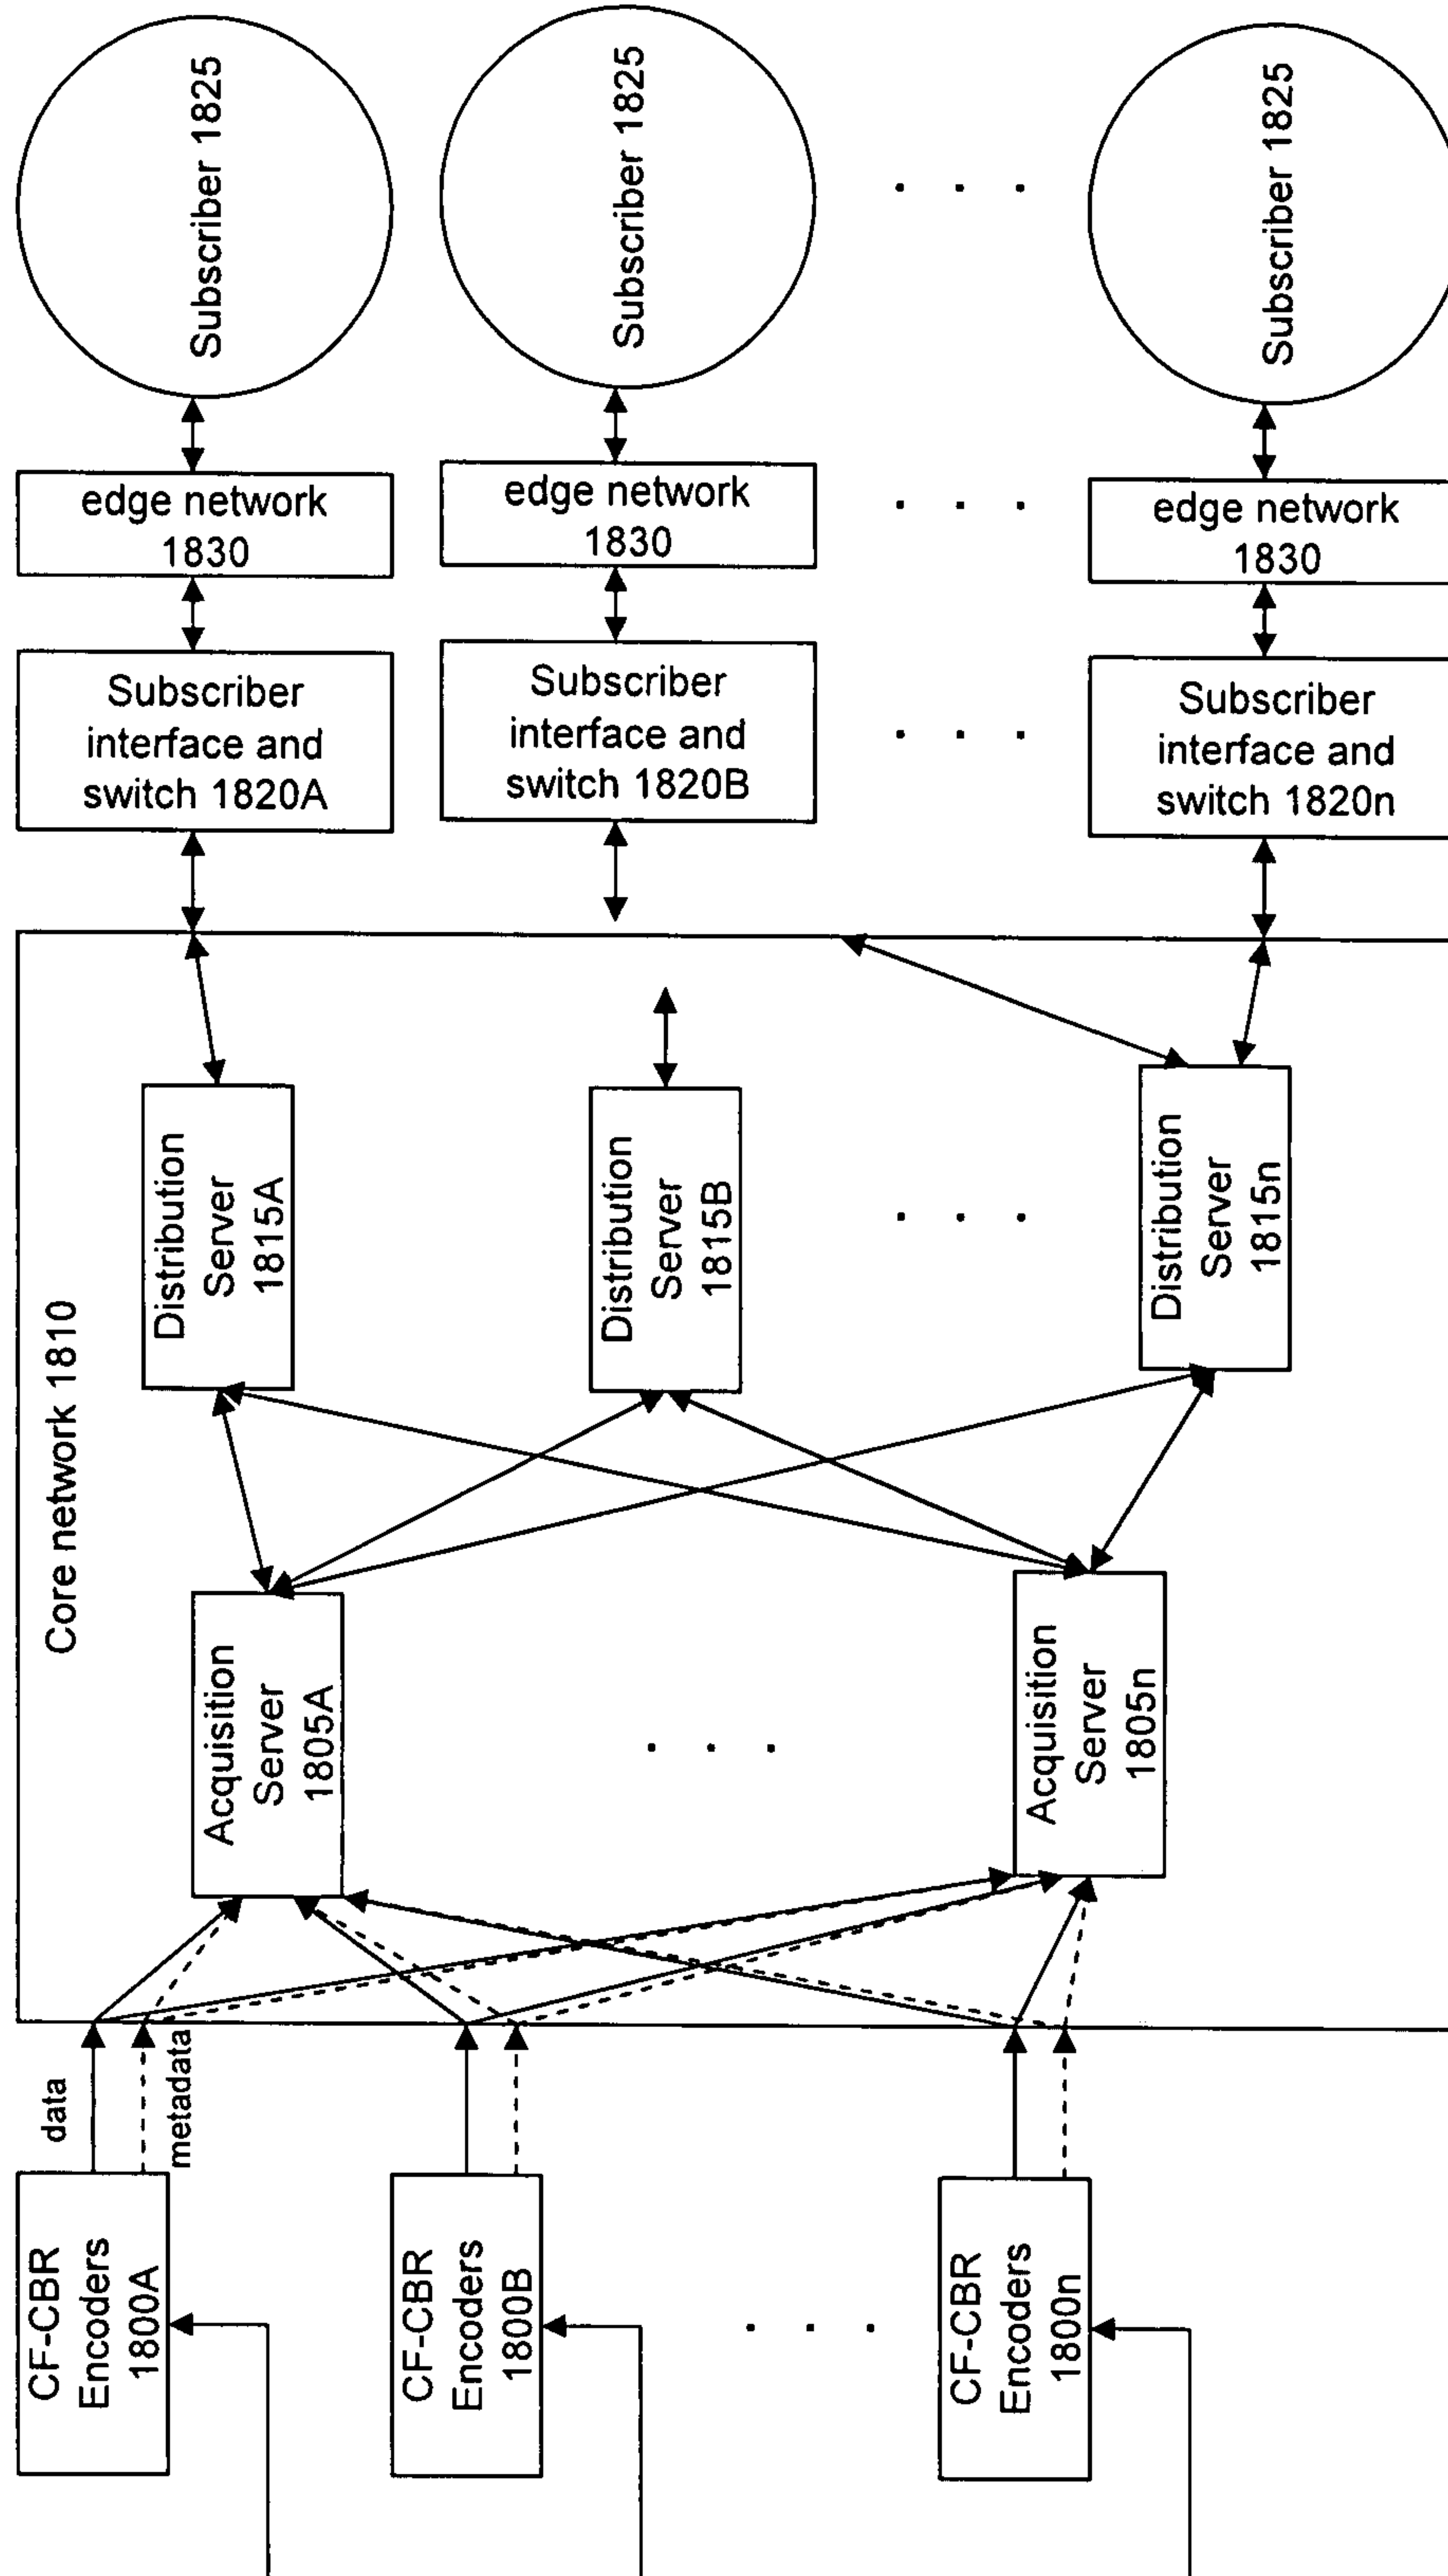 CF-CBR
Encoders
1800A
CF-CBR
Encoders
1800B
CF-CBR
Encoders
1800n
data
metadata
Core network 1810
Acquisition
Server
1805A
Acquisition
Server
1805n
Distribution
Server
1815A
Distribution
Server
1815B
Distribution
Server
1815n
Subscriber
interface and
switch 1820A
Subscriber
interface and
switch 1820B
Subscriber
interface and
switch 1820n
edge network
1830
edge network
1830
edge network
1830
Subscriber 1825
Subscriber 1825
Subscriber 1825